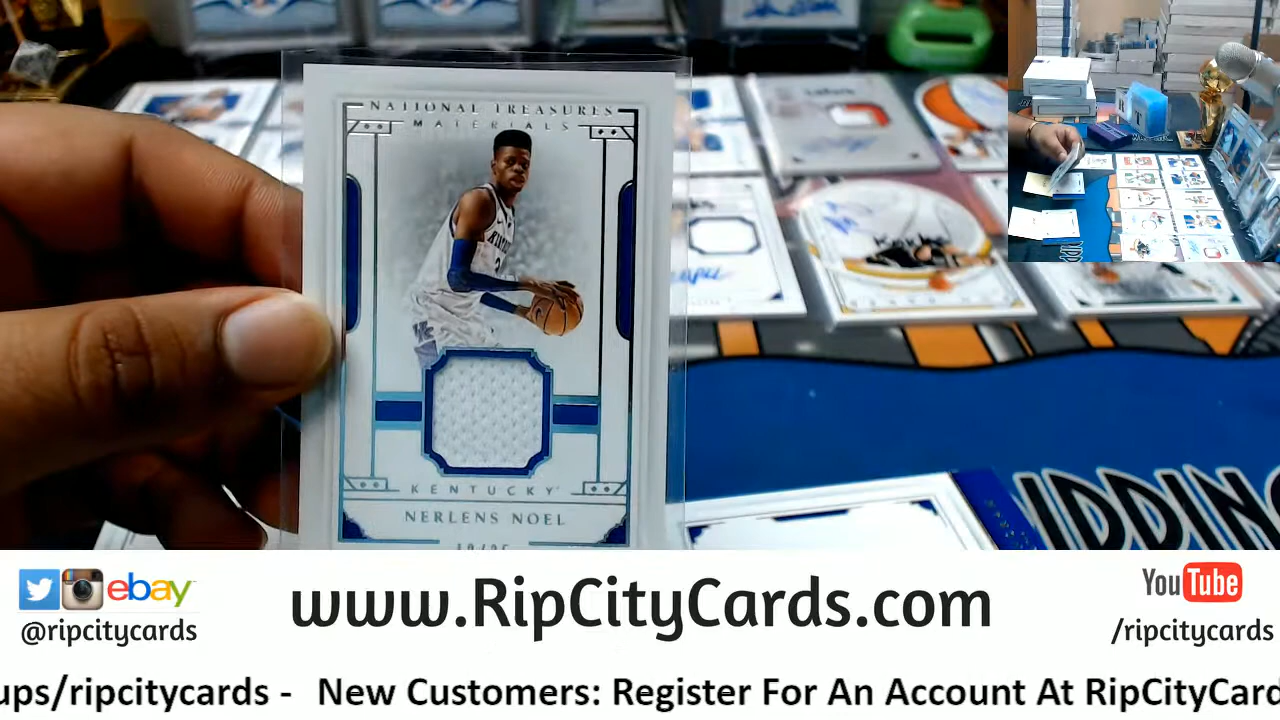 NATIONAL TREASURES
MATERIALS
KENTUCKY
NERLENS NOEL
IDDING
ebay
@ripcitycards
www.RipCityCards.com
YouTube
/ripcitycards
ups/ripcitycards - New Customers: Register For An Account At RipCityCard